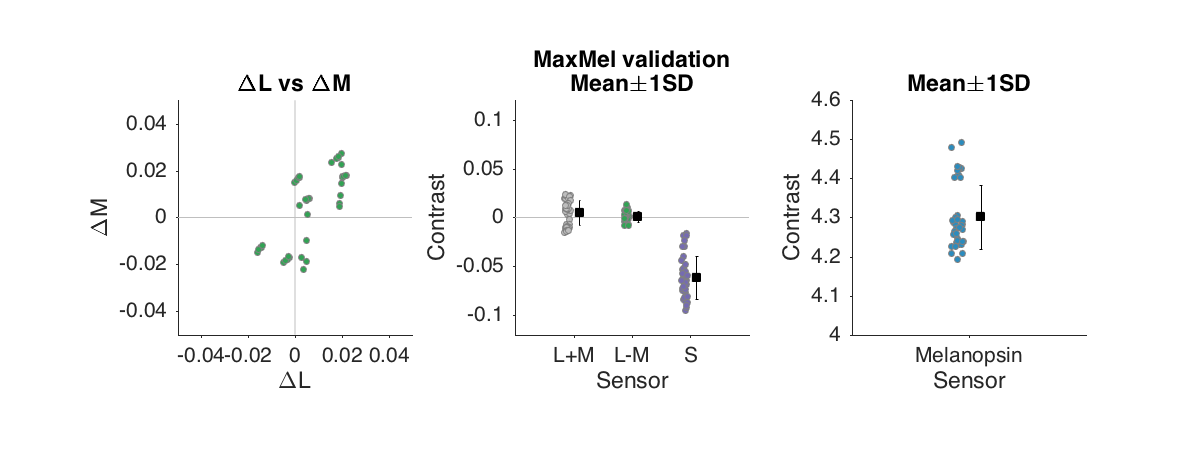 ΔL vs ΔM
0.04
0.02
0
-0.02
-0.04
ΔM
-0.04 -0.02 0 0.02 0.04
ΔL
MaxMel validation
Mean±1SD
0.1
0.05
0
-0.05
-0.1
Contrast
L+M L-M S
Sensor
Mean±1SD
4.6
4.5
4.4
4.3
4.2
4.1
4
Contrast
Melanopsin
Sensor